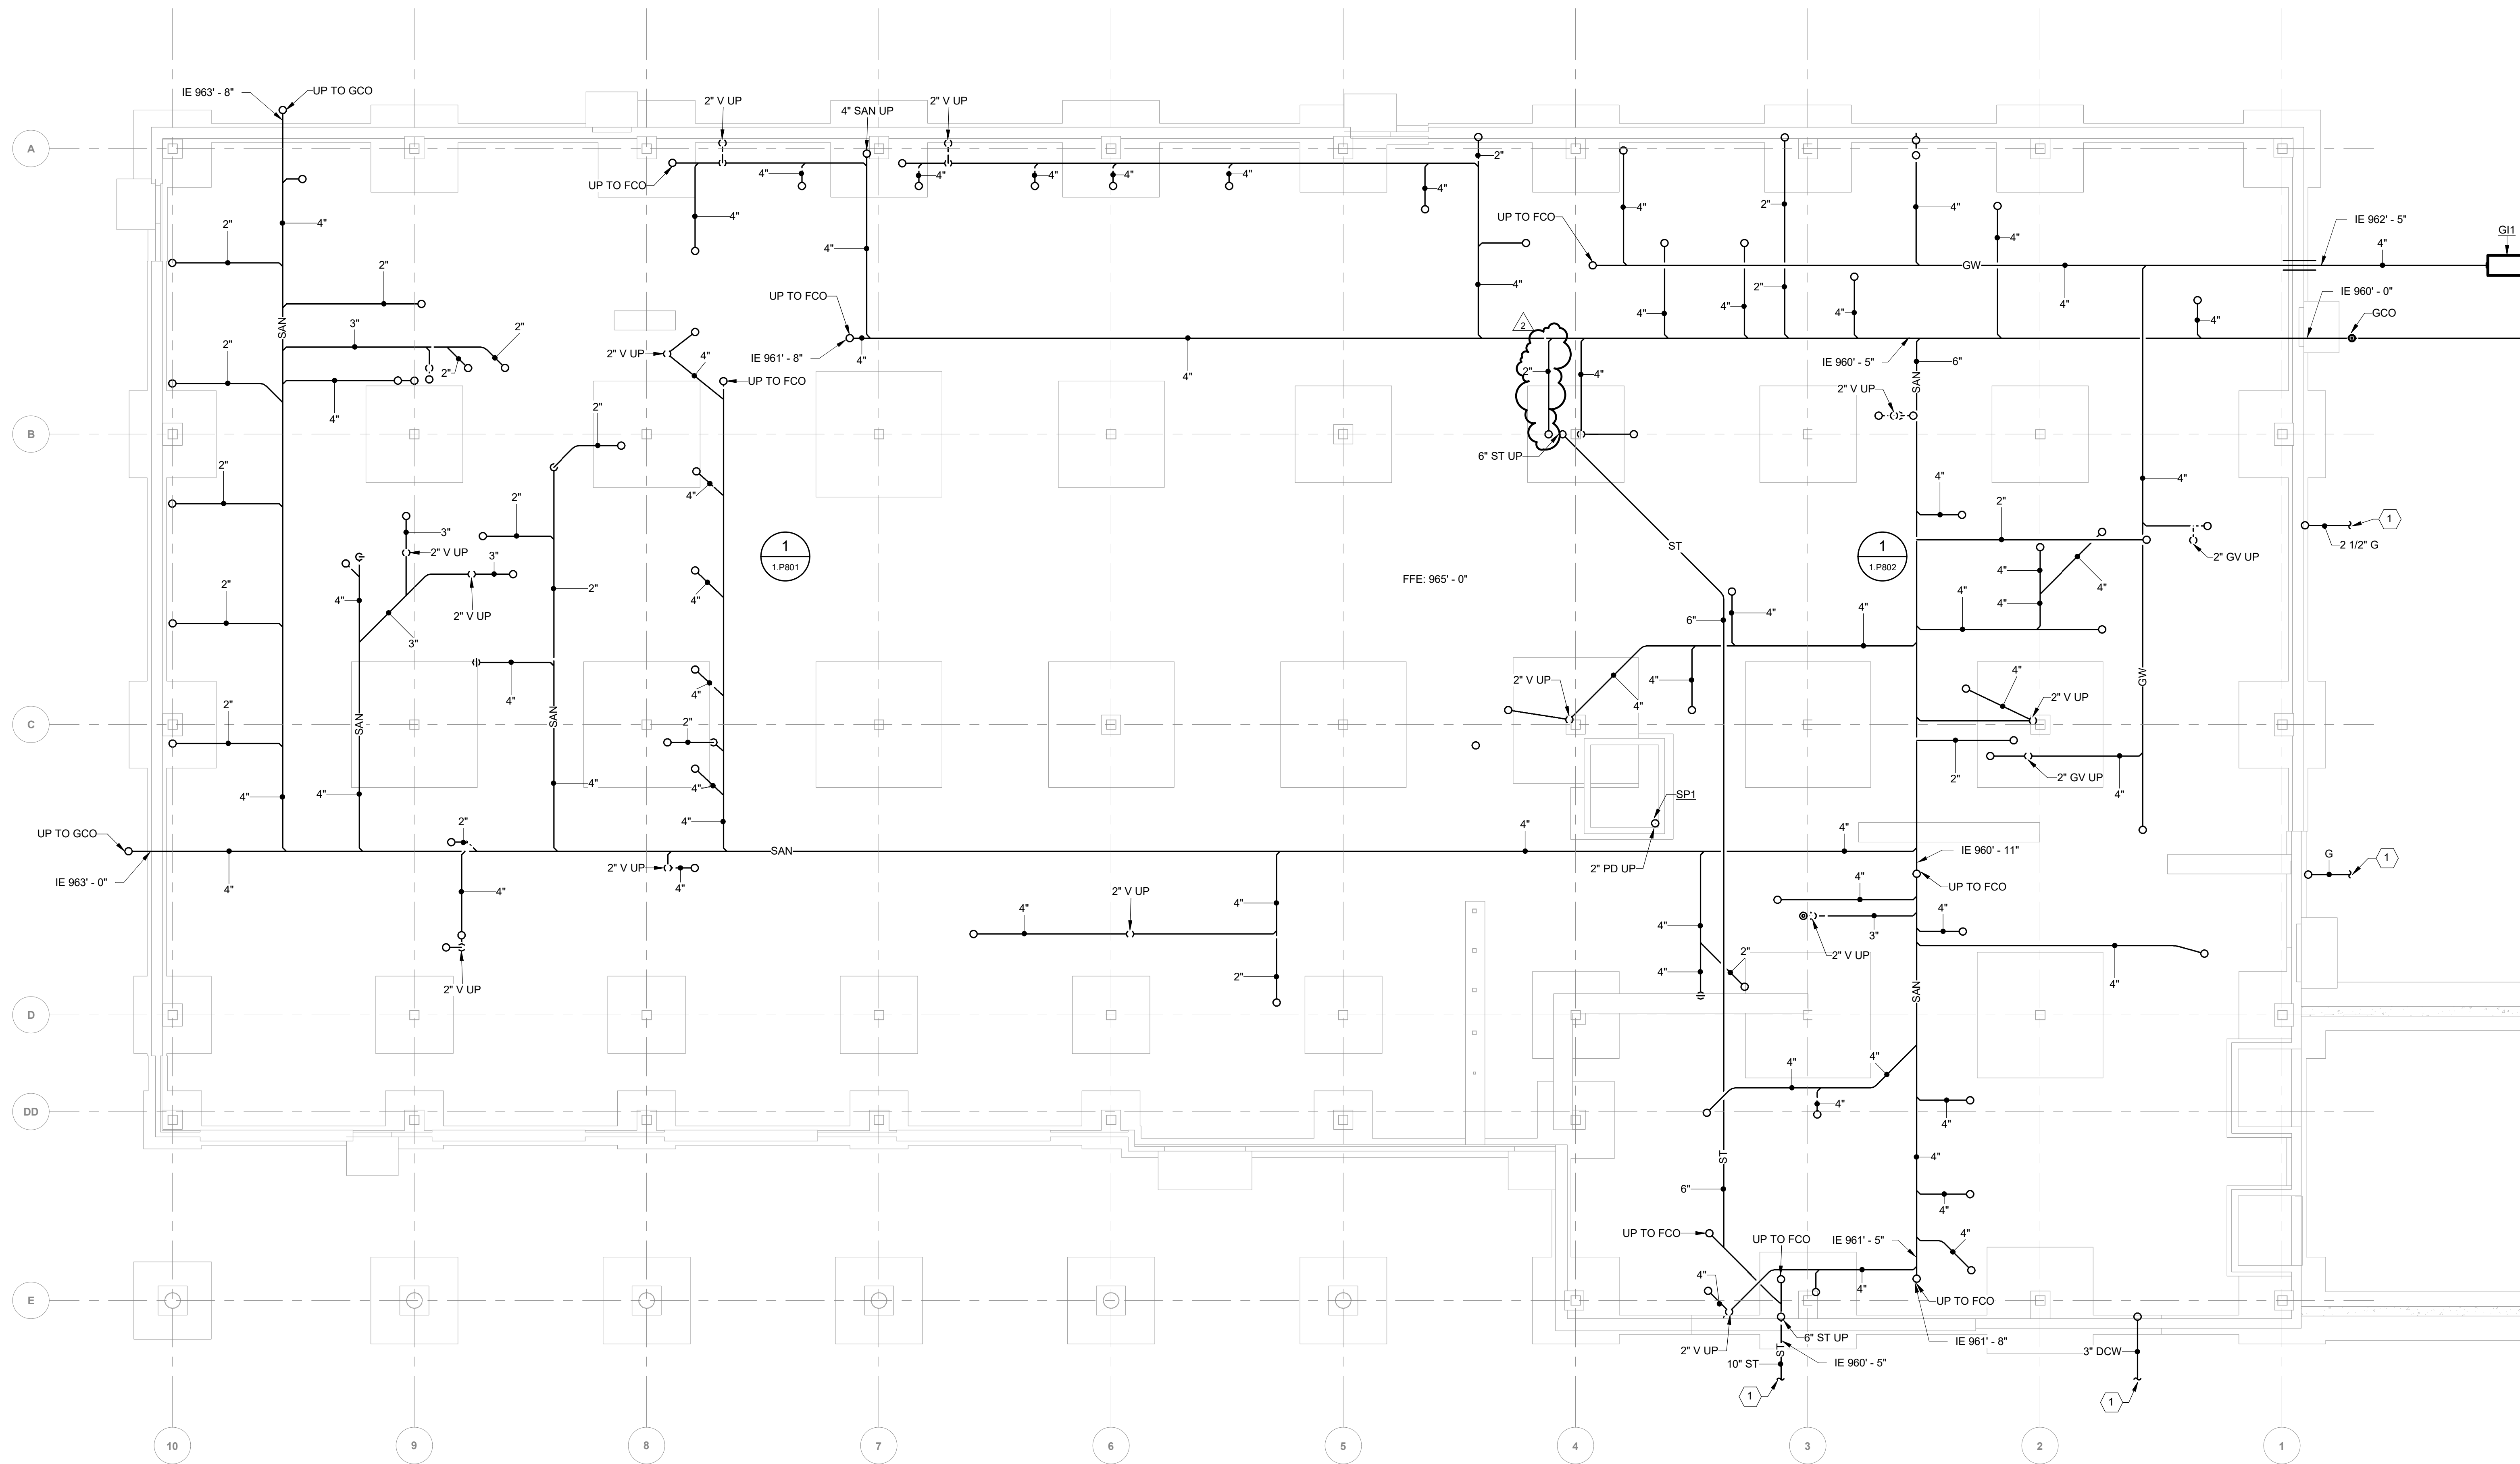 IE 963' - 8"
UP TO GCO
2" V UP
4" SAN UP
2" V UP
A
2"
UP TO FCO
4"
4"
4"
4"
4"
4"
4"
4"
2"
4"
4"
2"
4"
UP TO FCO
IE 962' - 5"
GI1
4"
4"
4"
2"
GW
4"
4"
2"
UP TO FCO
IE 960' - 0"
GCO
SAN
3"
2"
2"
4"
4"
2"
4"
4"
4"
2
2" V UP
4"
IE 961' - 8"
4"
4"
IE 960' - 5"
6"
2"
2"
4"
UP TO FCO
2" V UP
SAN
4"
2"
B
6" ST UP
2"
4"
4"
4"
2"
2"
3"
2" V UP
3"
1
1.P801
ST
1
1.P802
2" GV UP
1
2 1/2" G
FFE: 965' - 0"
2"
4"
2"
4"
4"
4"
4"
2" V UP
3"
6"
4"
4"
4"
4"
4"
4"
4"
2" V UP
4"
4"
GW
2"
SAN
SAN
2"
C
4"
2" V UP
2"
2" GV UP
4"
4"
4"
4"
4"
SP1
4"
UP TO GCO
2"
4"
4"
4"
SAN
IE 960' - 11"
G
1
IE 963' - 0"
4"
4"
2" V UP
4"
2" PD UP
UP TO FCO
2" V UP
4"
4"
4"
4"
4"
3"
2" V UP
2" V UP
2"
4"
2"
4"
SAN
D
4"
4"
4"
DD
4"
4"
ST
6"
UP TO FCO
UP TO FCO
IE 961' - 5"
4"
4"
4"
E
4"
UP TO FCO
6" ST UP
IE 961' - 8"
2" V UP
ST
10" ST
IE 960' - 5"
3" DCW
1
1
10
9
8
7
6
5
4
3
2
1